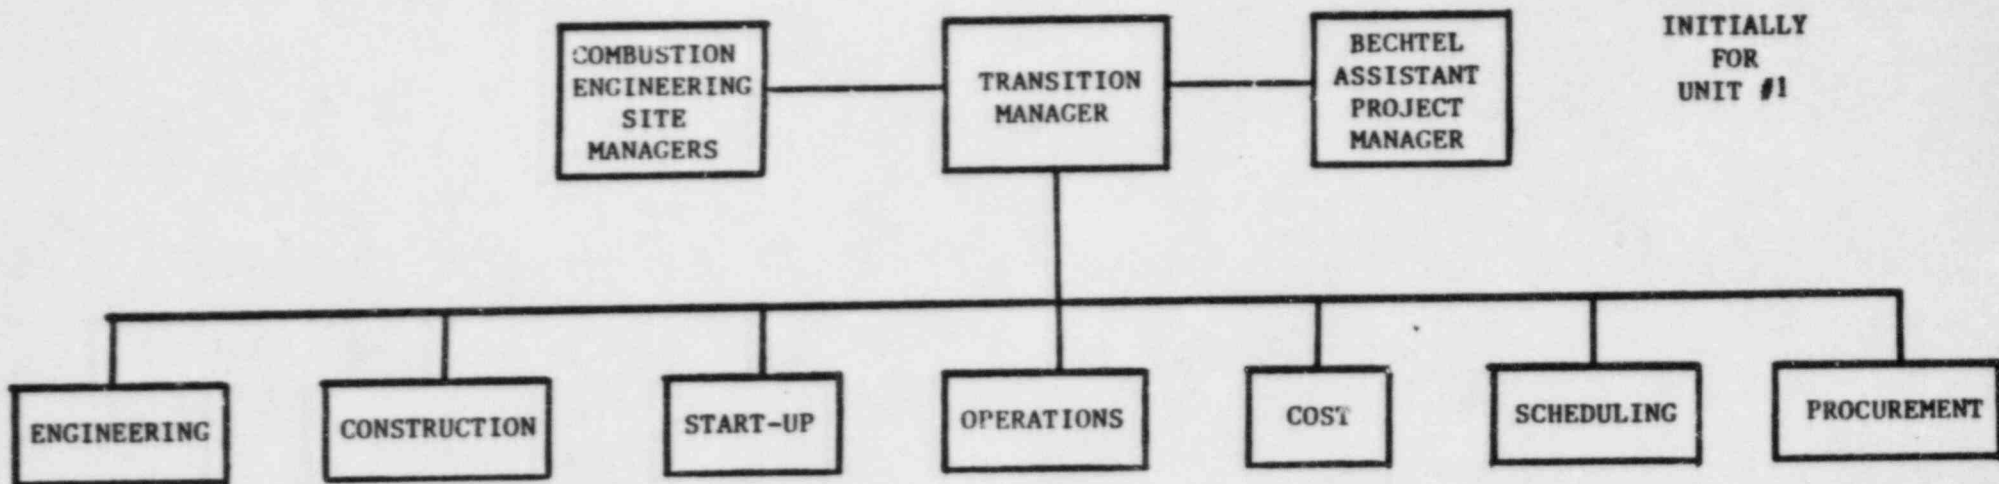 COMBUSTION
ENGINEERING
SITE
MANAGERS
TRANSITION
MANAGER
BECHTEL
ASSISTANT
PROJECT
MANAGER
INITIALLY
FOR
UNIT #1
ENGINEERING
CONSTRUCTION
START-UP
OPERATIONS
COST
SCHEDULING
PROCUREMENT